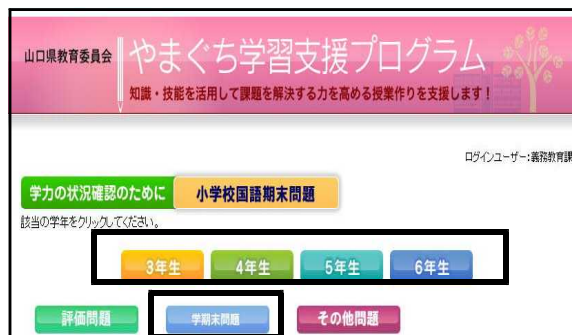 山口県教育委員会 やまぐち学習支援プログラム
知識・技能を活用して課題を解決する力を高める授業作りを支援します!
ログインユーザー:義務教育課
学力の状況確認のために 小学校国語期末問題
該当の学年をクリックしてください。
3年生 4年生 5年生 6年生
評価問題 学期末問題 その他問題